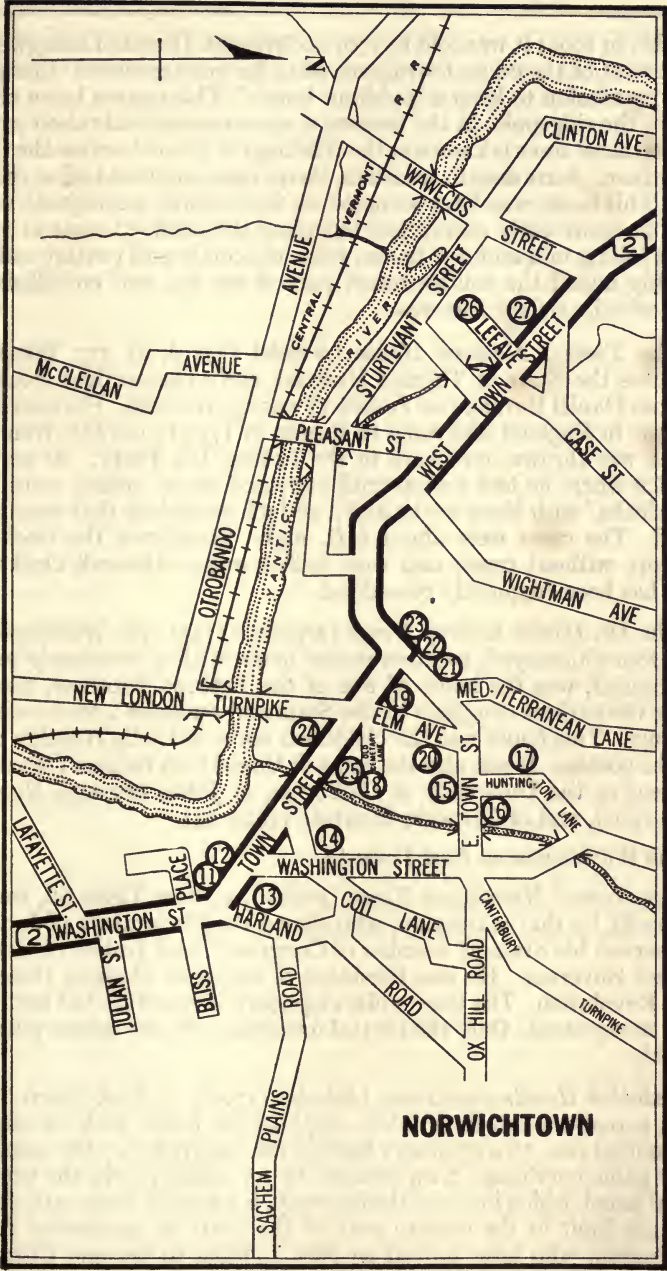 N
CLINTON AVE.
R R
VERMONT
CENTRAL
WAWECUS STREET
2
AVENUE
RIVER
STURTEVANT STREET
26
27
LEE AVE
McCLELLAN AVENUE
WEST TOWN STREET
CASE ST
PLEASANT ST
YANTIC
OTROBANDO
WIGHTMAN AVE
23
22
21
MED-ITERRANEAN LANE
NEW LONDON TURNPIKE
19
ELM AVE
24
20
E. TOWN ST
17
HUNTING-TON LANE
25
18
15
16
TOWN STREET
14
WASHINGTON STREET
LAFAYETTE ST
PLACE
12
11
13
HARLAND ROAD
COIT LANE
CANTERBURY TURNPIKE
2
WASHINGTON ST
JULIAN ST.
BLISS
ROAD
OX HILL ROAD
SACHEM PLAINS
NORWICHTOWN